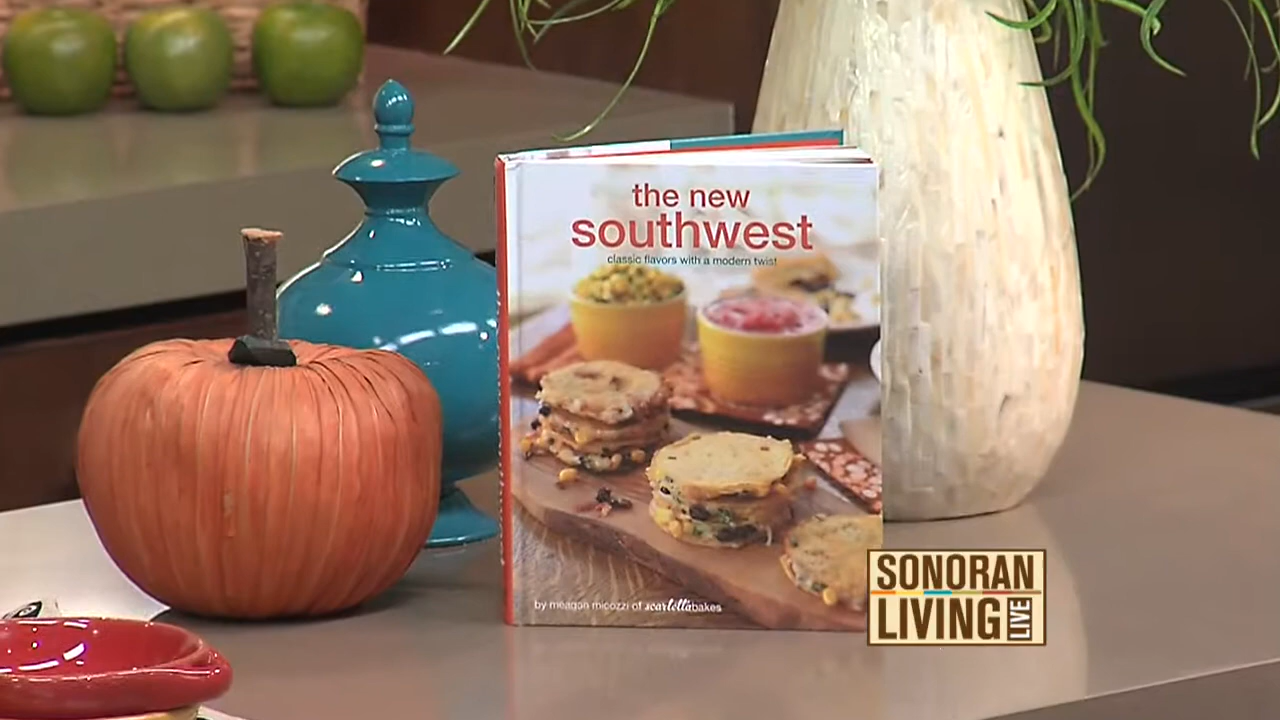 the new
southwest
classic flavors with a modern twist
by meagan micozzi of scarlettabakes
SONORAN
LIVING LIVE